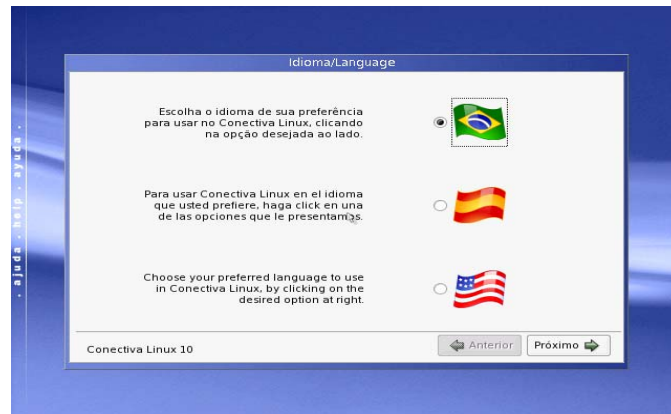 Idioma/Language
Escolha o idioma de sua preferência
para usar no Conectiva Linux, clicando
na opção desejada ao lado.
Para usar Conectiva Linux en el idioma
que usted prefiere, haga click en una
de las opciones que le presentamos.
Choose your preferred language to use
in Conectiva Linux, by clicking on the
desired option at right.
Conectiva Linux 10
Anterior
Próximo
. ajuda . help . ayuda .